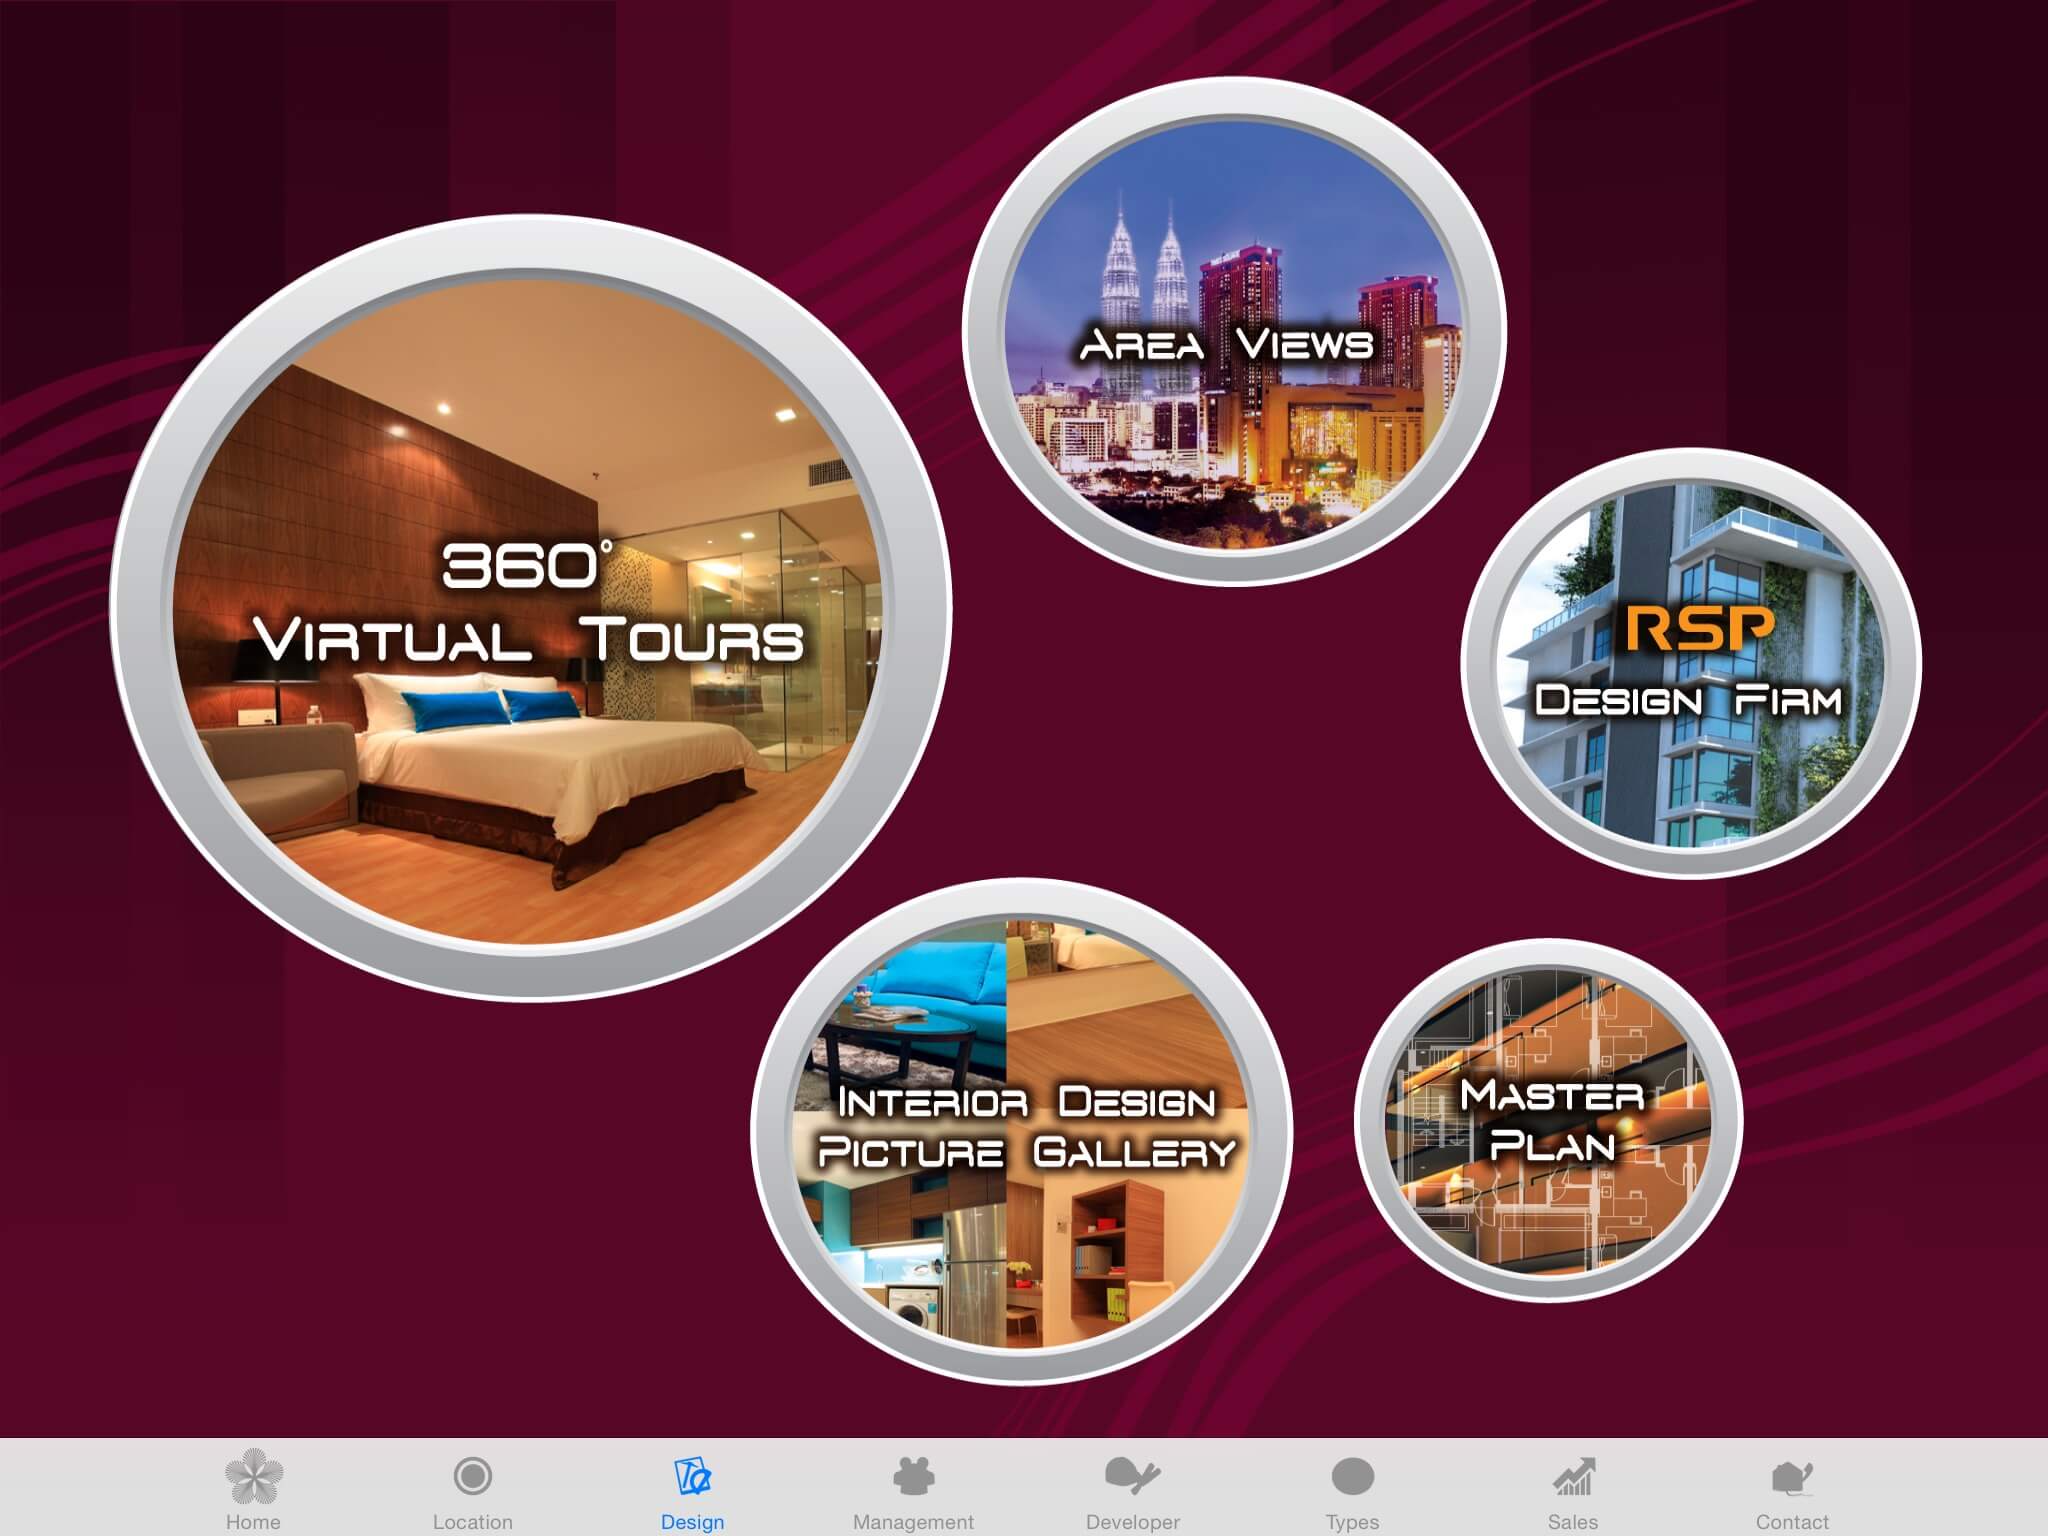 360°
Virtual Tours
Area Views
RSP
Design Firm
Interior Design
Picture Gallery
Master
Plan
Home
Location
Design
Management
Developer
Types
Sales
Contact